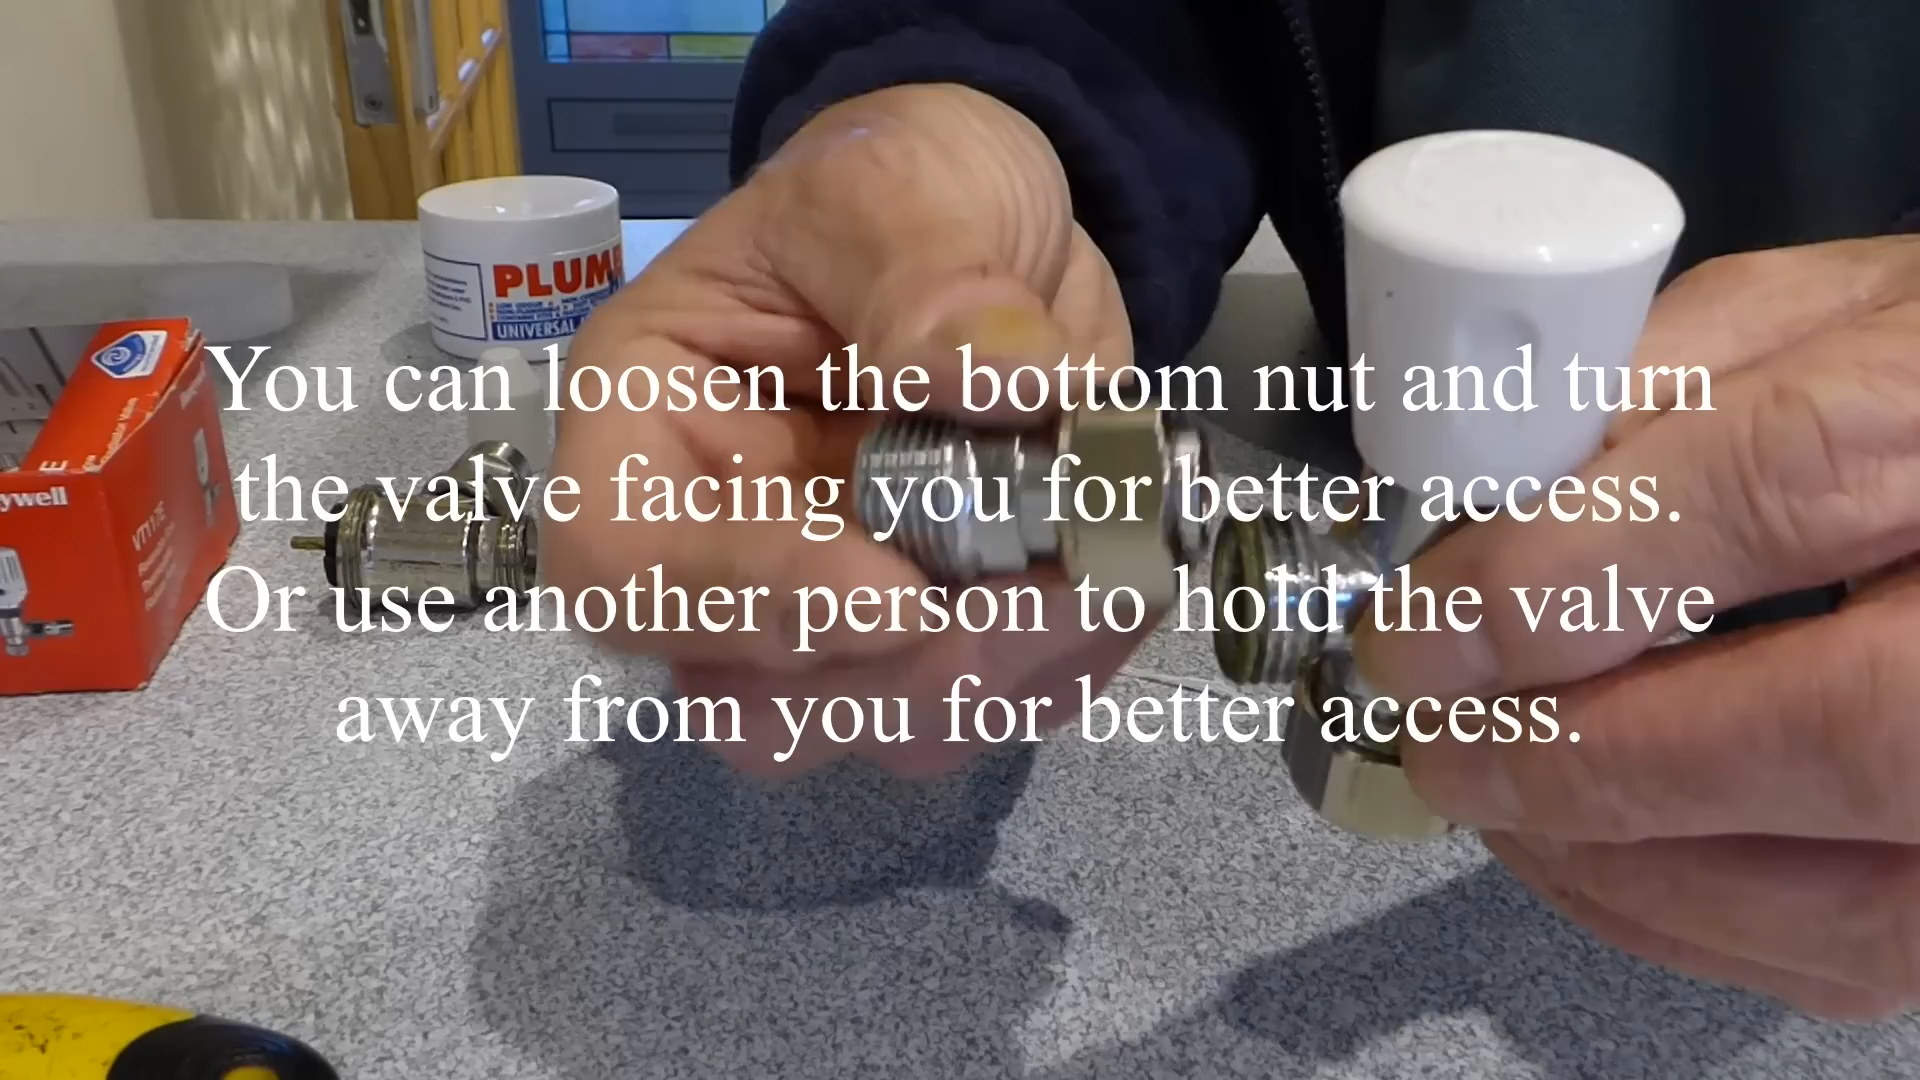 You can loosen the bottom nut and turn
the valve facing you for better access.
Or use another person to hold the valve
away from you for better access.
PLUM
UNIVERSAL
ywell
VT117E